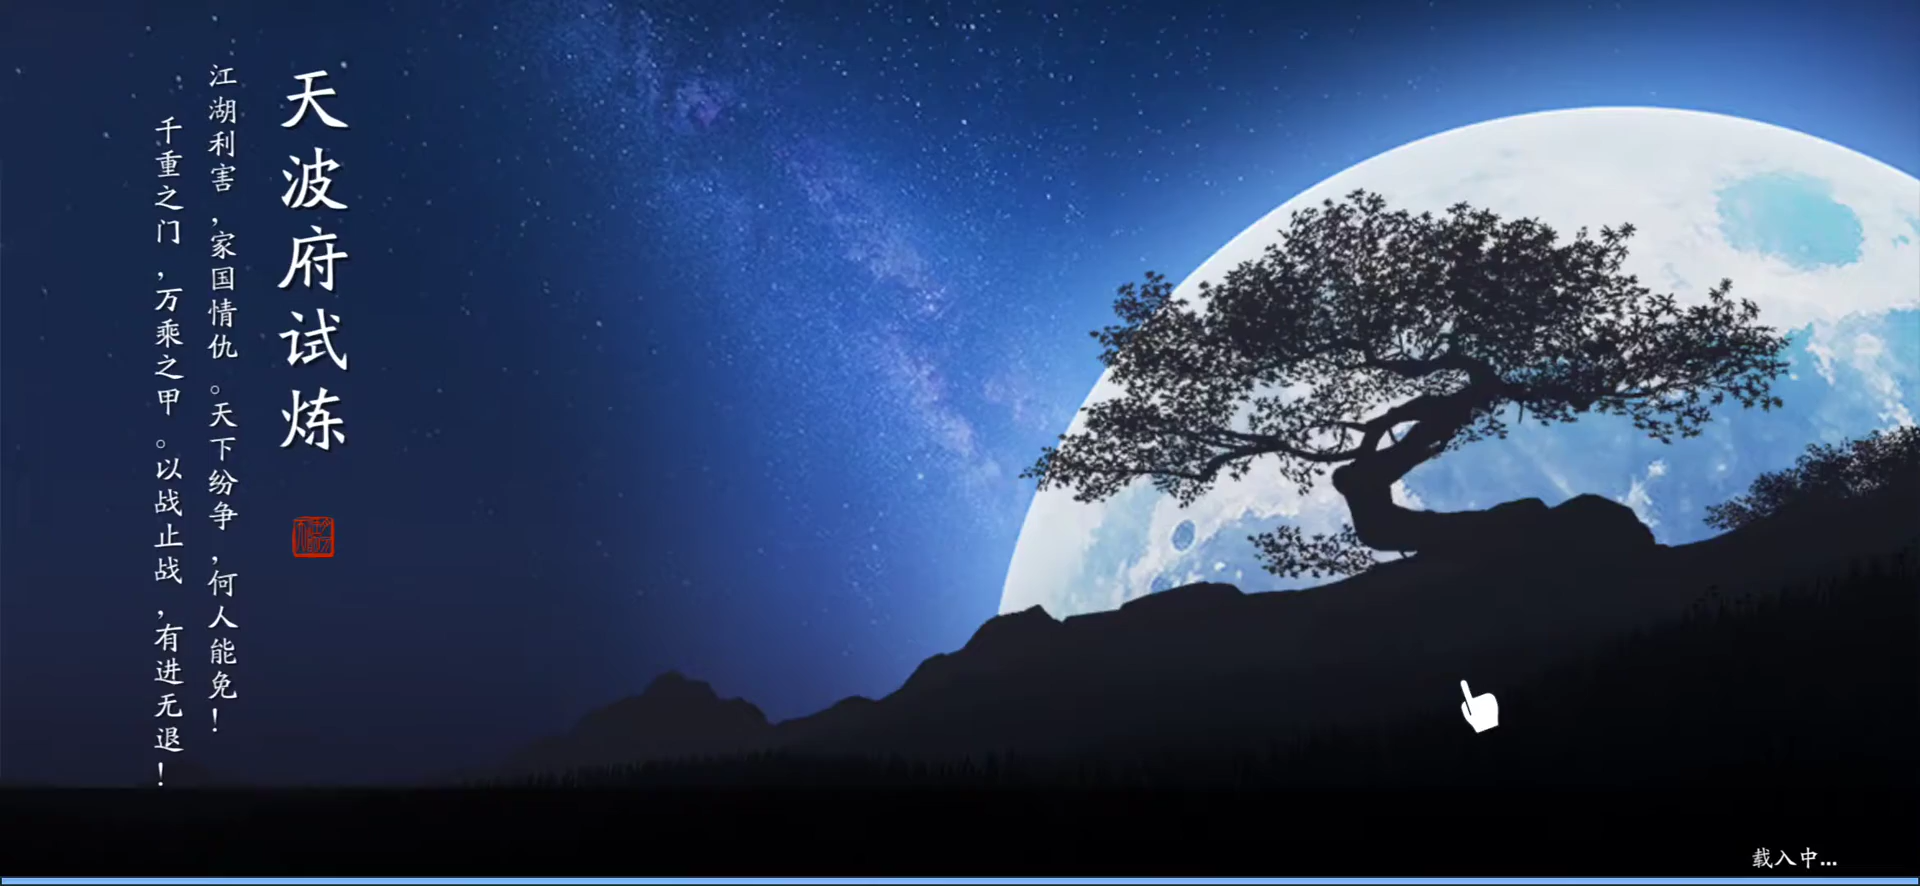 天波府试炼
江湖利害，家国情仇。天下纷争，何人能免！
千重之门，万乘之甲。以战止战，有进无退！
载入中...